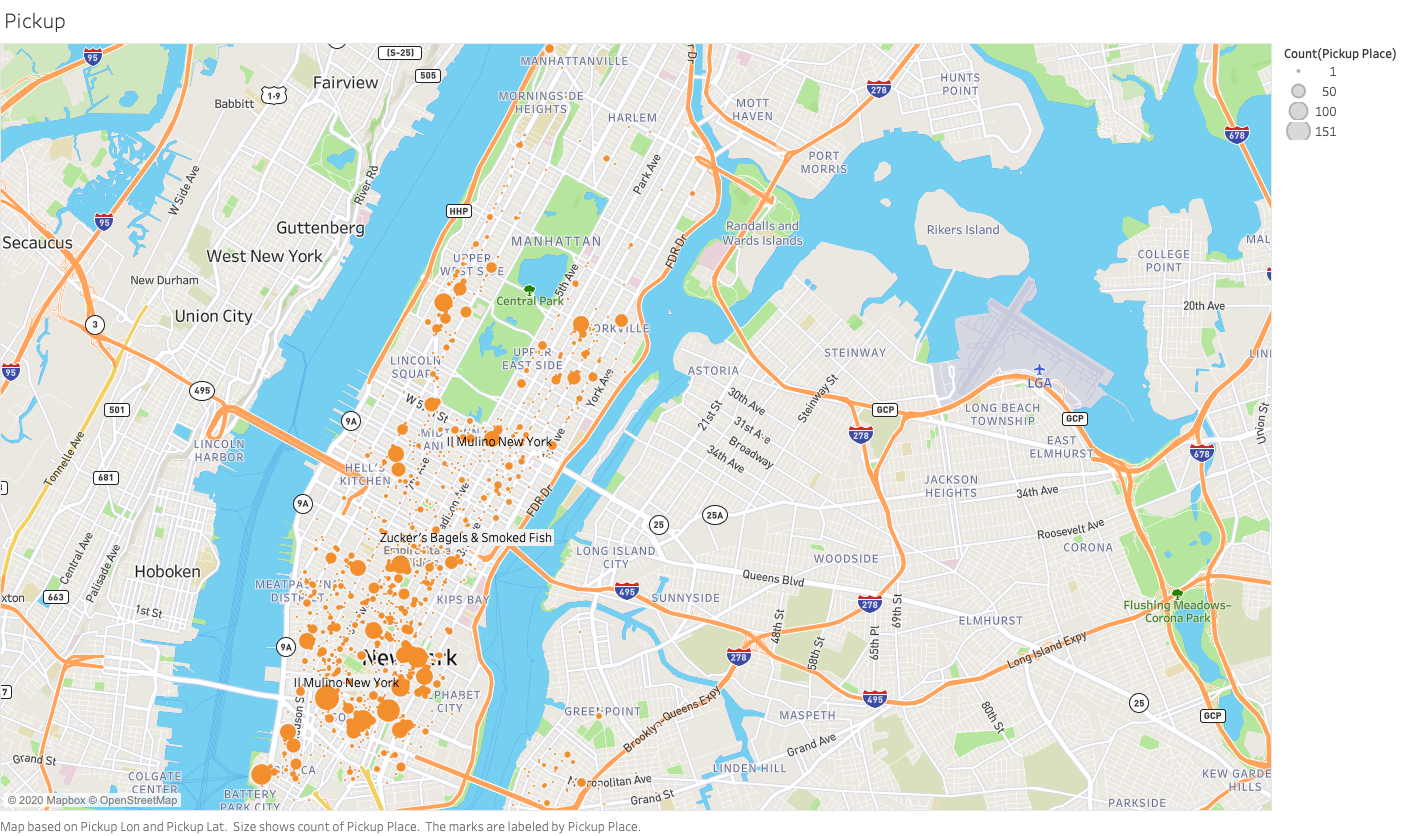 Pickup
Count(Pickup Place)
1
50
100
151
95
(S-25)
505
Fairview
1-9
Babbitt
MANHATTANVILLE
MORNINGSIDE
HEIGHTS
HARLEM
MOTT
HAVEN
278
HUNTS
POINT
678
W Side Ave
River Rd
Park Ave
PORT
MORRIS
95
HHP
Guttenberg
Secaucus
West New York
MANHATTAN
Randalls and
Wards Islands
Rikers Island
FDR Dr
COLLEGE
POINT
MAL
New Durham
UPPER
WEST SIDE
5th Ave
Central Park
20th Ave
Union City
3
YORKVILLE
95
LINCOLN
SQUAR
UPPER
EAST SIDE
STEINWAY
LIN
495
York Ave
ASTORIA
LGA
501
W 5 St
9A
30th Ave
21st St
31st Ave
Broadway
34th Ave
Steinway St
GCP
LONG BEACH
TOWNSHIP
GCP
Union St
278
EAST
ELMHURST
678
LINCOLN
HARBOR
Il Mulino New York
Tonnelle Ave
681
HELL'S
KITCHEN
JACKSON
HEIGHTS
34th Ave
9A
FDR Dr
25
25A
Roosevelt Ave
CORONA
Zucker's Bagels & Smoked Fish
LONG ISLAND
CITY
WOODSIDE
Central Ave
Palisade Ave
Hoboken
Queens Blvd
663
xton
1st St
KIPS BAY
495
SUNNYSIDE
278
69th St
Flushing Meadows–
Corona Park
48th St
ELMHURST
9A
58th St
65th Pl
278
Long Island Expy
Il Mulino New York
7
495
25
GCP
GREENPOINT
Brooklyn-Queens Expy
MASPETH
80th St
Grand St
Grand Ave
LINDEN HILL
COLGATE
CENTER
BATTERY
PARK CITY
Grand St
KEW GARDE
HILLS
PARKSIDE
© 2020 Mapbox © OpenStreetMap
Map based on Pickup Lon and Pickup Lat.  Size shows count of Pickup Place.  The marks are labeled by Pickup Place.